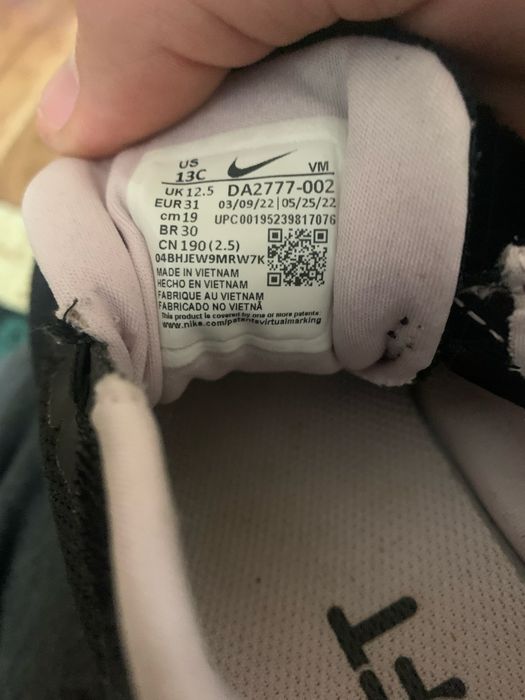 US
13C VM
UK 12.5 DA2777-002
EUR 31 03/09/22 | 05/25/22
cm 19 UPC00195239817076
BR 30
CN 190 (2.5)
04BHJEW9MRW7K
MADE IN VIETNAM
HECHO EN VIETNAM
FABRIQUE AU VIETNAM
FABRICADO NO VIETNÃ
This product is covered by one or more patents:
www.nike.com/patentsvirtualmarking
FT